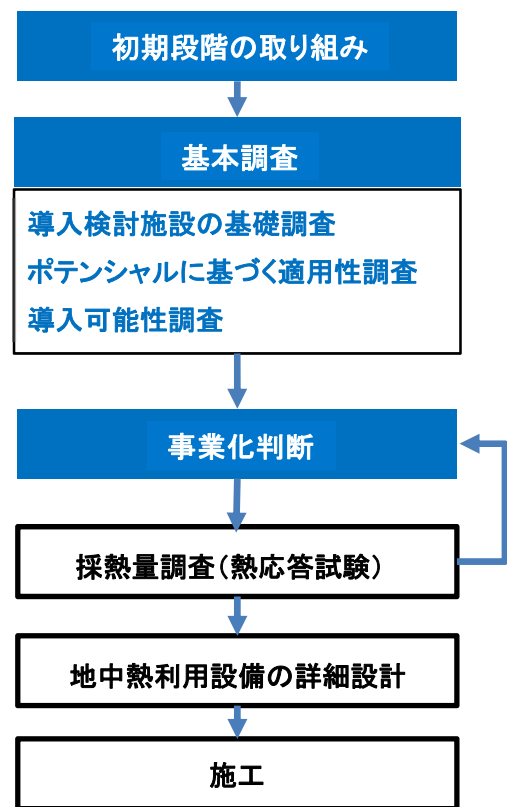 初期段階の取り組み
基本調査
導入検討施設の基礎調査
ポテンシャルに基づく適用性調査
導入可能性調査
事業化判断
採熱量調査(熱応答試験)
地中熱利用設備の詳細設計
施工